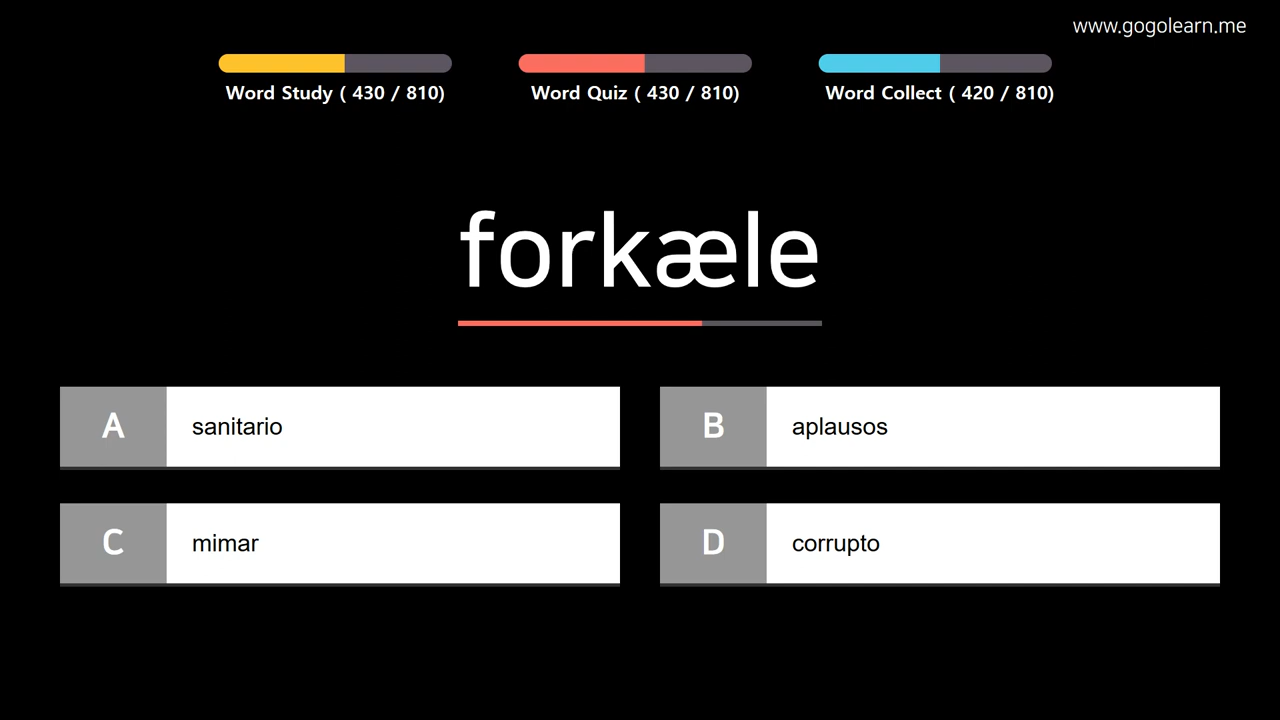 www.gogolearn.me
Word Study ( 430 / 810)
Word Quiz ( 430 / 810)
Word Collect ( 420 / 810)
forkæle
A sanitario
B aplausos
C mimar
D corrupto